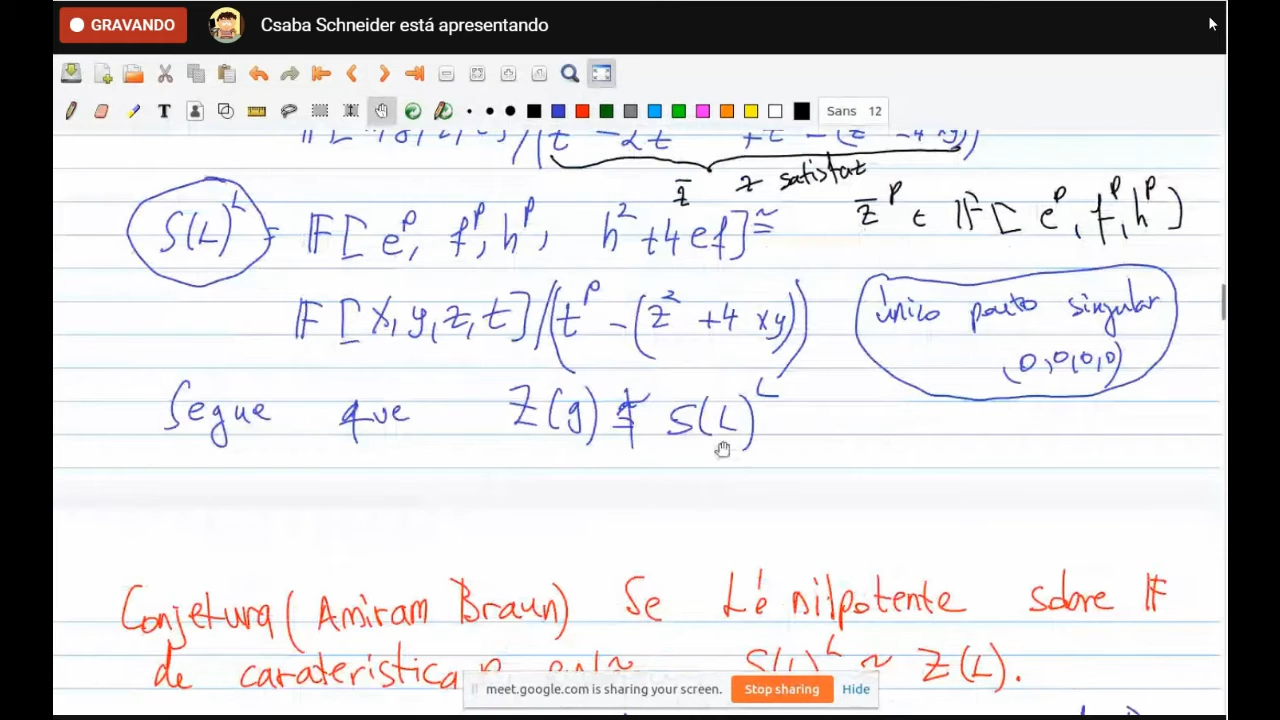 GRAVANDO Csaba Schneider está apresentando
Sans 12
z̄ z satisfaz
z̄^p ∈ 𝔽[e^p, f^p, h^p]
S(L)^L = 𝔽[e^p, f^p, h^p, h^2+4ef] ≅
𝔽[x,y,z,t]/(t^p - (z^2 +4xy))
único ponto singular
(0,0,0,0)
Segue que Z(g) ≇ S(L)^L
Conjetura (Amiram Braun) Se L é nilpotente sobre 𝔽
de caraterística S(L)^L ≅ Z(L).
meet.google.com is sharing your screen. Stop sharing Hide